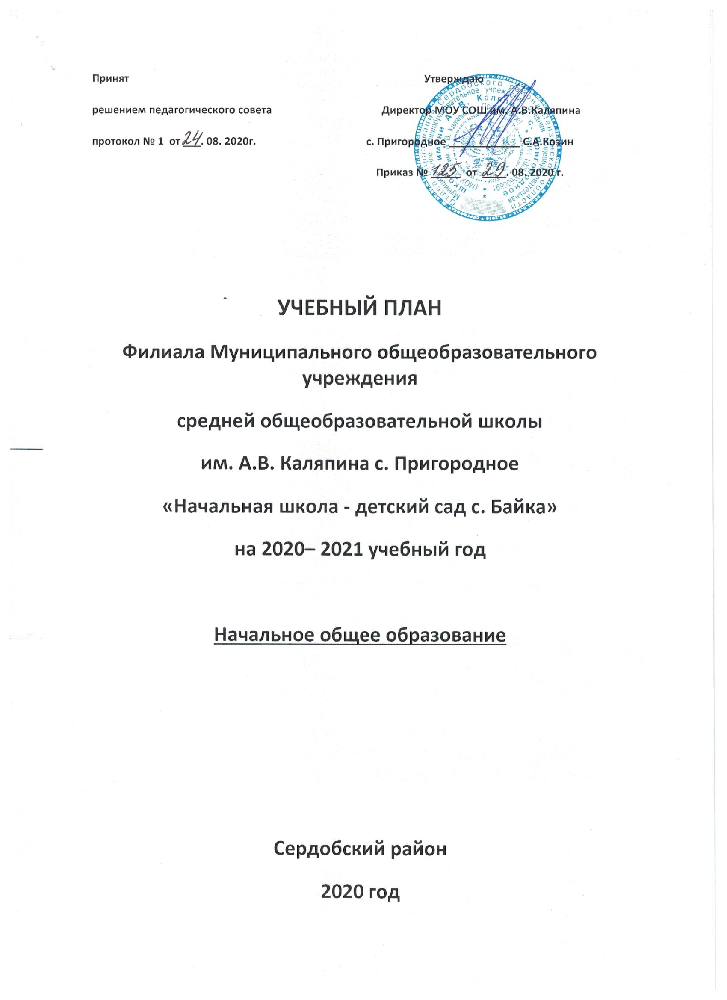 Принят
решением педагогического совета
протокол № 1 от 24. 08. 2020г.
Утверждаю
Директор МОУ СОШ им. А.В.Каляпина
с. Пригородное С.А.Козин
Приказ № 125 от 29. 08. 2020 г.
УЧЕБНЫЙ ПЛАН
Филиала Муниципального общеобразовательного
учреждения
средней общеобразовательной школы
им. А.В. Каляпина с. Пригородное
«Начальная школа - детский сад с. Байка»
на 2020– 2021 учебный год
Начальное общее образование
Сердобский район
2020 год